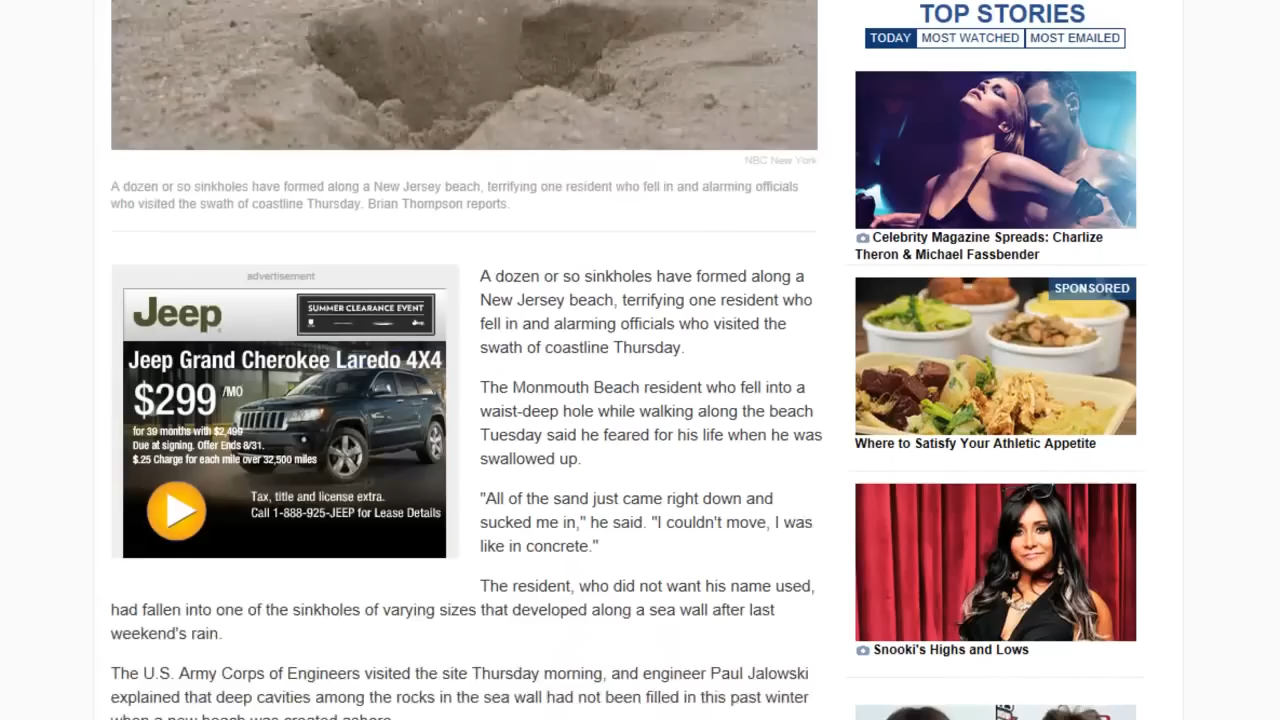 TOP STORIES
TODAY MOST WATCHED MOST EMAILED
NBC New York
A dozen or so sinkholes have formed along a New Jersey beach, terrifying one resident who fell in and alarming officials
who visited the swath of coastline Thursday. Brian Thompson reports.
advertisement
Jeep
SUMMER CLEARANCE EVENT
Jeep Grand Cherokee Laredo 4X4
$299 /MO
for 39 months with $2,499
Due at signing. Offer Ends 8/31.
$.25 Charge for each mile over 32,500 miles
Tax, title and license extra.
Call 1-888-925-JEEP for Lease Details
A dozen or so sinkholes have formed along a
New Jersey beach, terrifying one resident who
fell in and alarming officials who visited the
swath of coastline Thursday.
The Monmouth Beach resident who fell into a
waist-deep hole while walking along the beach
Tuesday said he feared for his life when he was
swallowed up.
"All of the sand just came right down and
sucked me in," he said. "I couldn't move, I was
like in concrete."
The resident, who did not want his name used,
had fallen into one of the sinkholes of varying sizes that developed along a sea wall after last
weekend's rain.
The U.S. Army Corps of Engineers visited the site Thursday morning, and engineer Paul Jalowski
explained that deep cavities among the rocks in the sea wall had not been filled in this past winter
when a new beach was created ashore.
Celebrity Magazine Spreads: Charlize
Theron & Michael Fassbender
SPONSORED
Where to Satisfy Your Athletic Appetite
Snooki's Highs and Lows